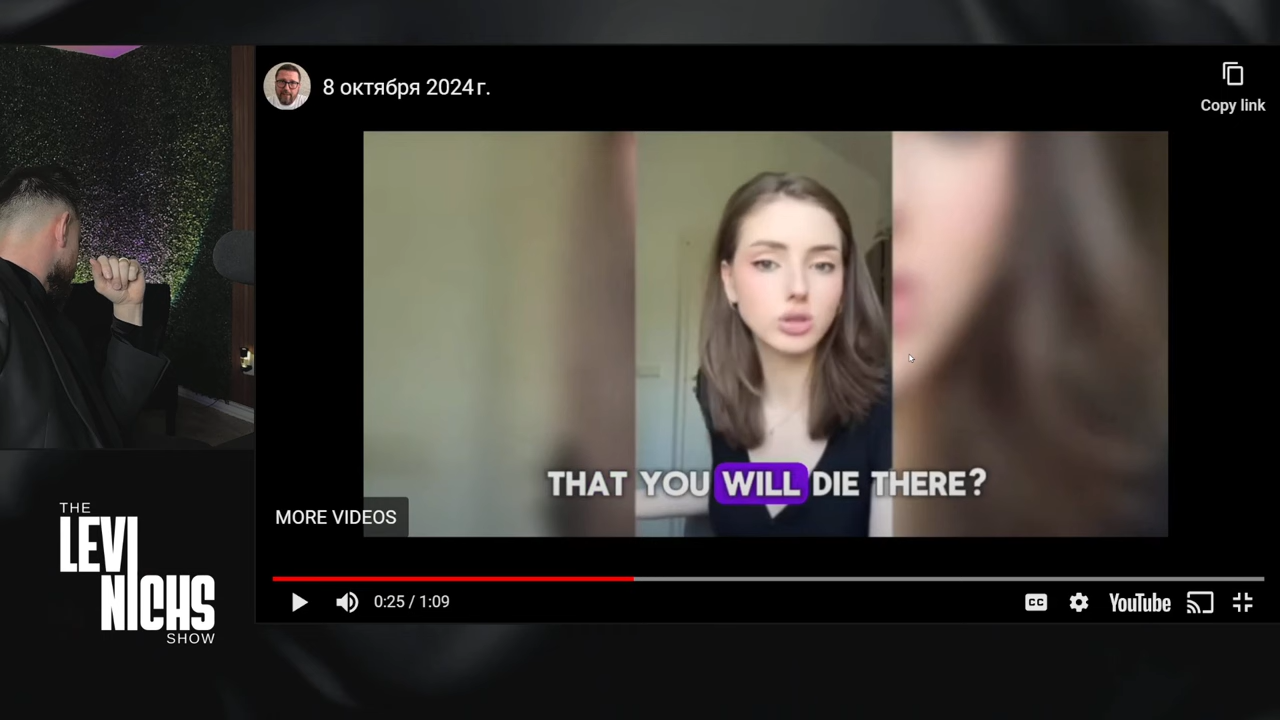 8 октября 2024 г.
Copy link
THAT YOU WILL DIE THERE?
MORE VIDEOS
0:25 / 1:09
CC
YouTube
THE
LEVI
NICHS
SHOW